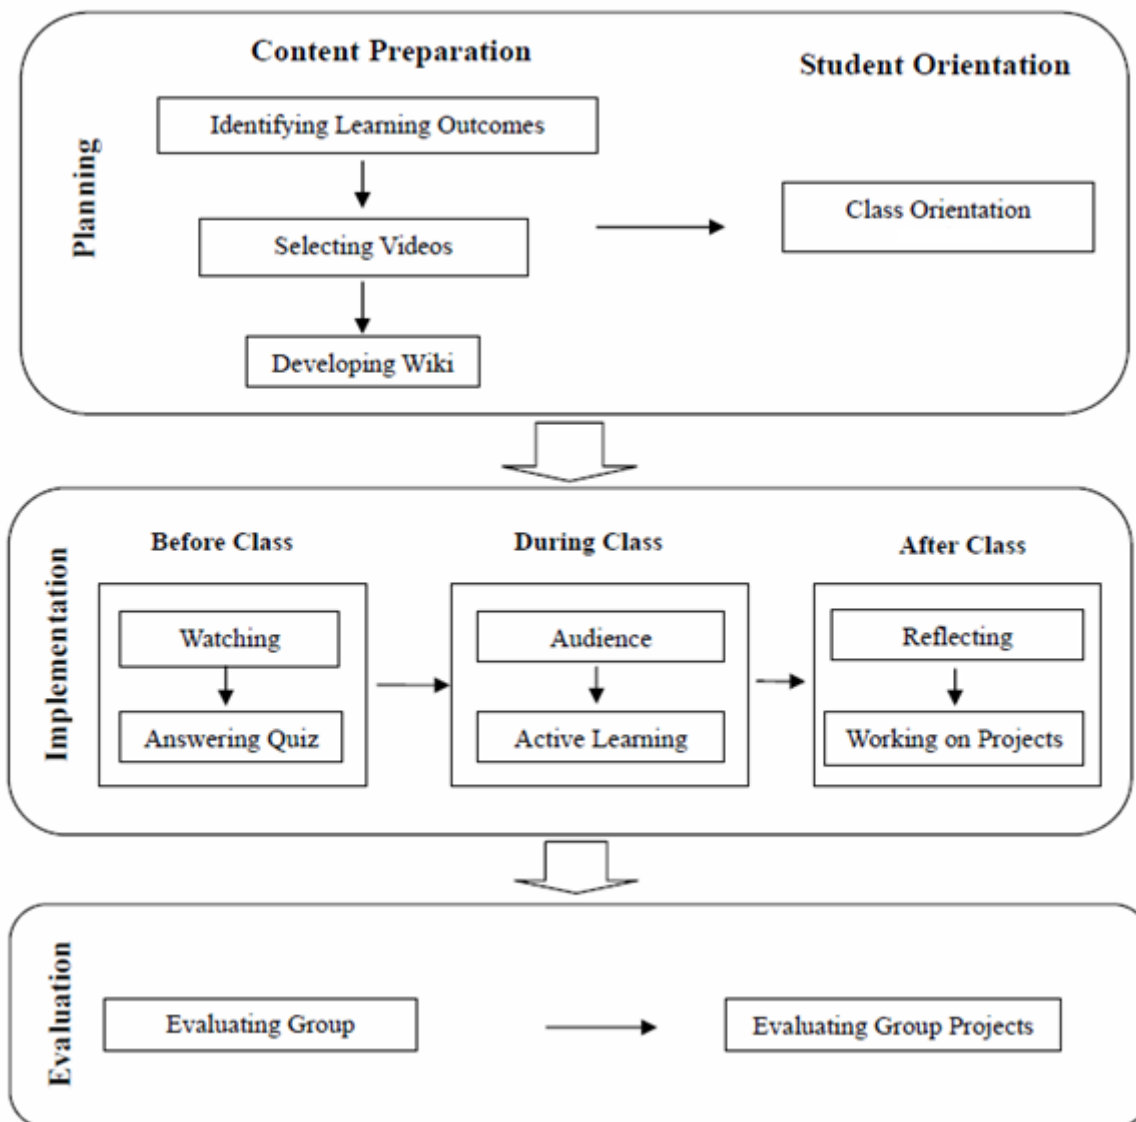 Planning
Content Preparation
Identifying Learning Outcomes
Selecting Videos
Developing Wiki
Student Orientation
Class Orientation
Implementation
Before Class
Watching
Answering Quiz
During Class
Audience
Active Learning
After Class
Reflecting
Working on Projects
Evaluation
Evaluating Group
Evaluating Group Projects